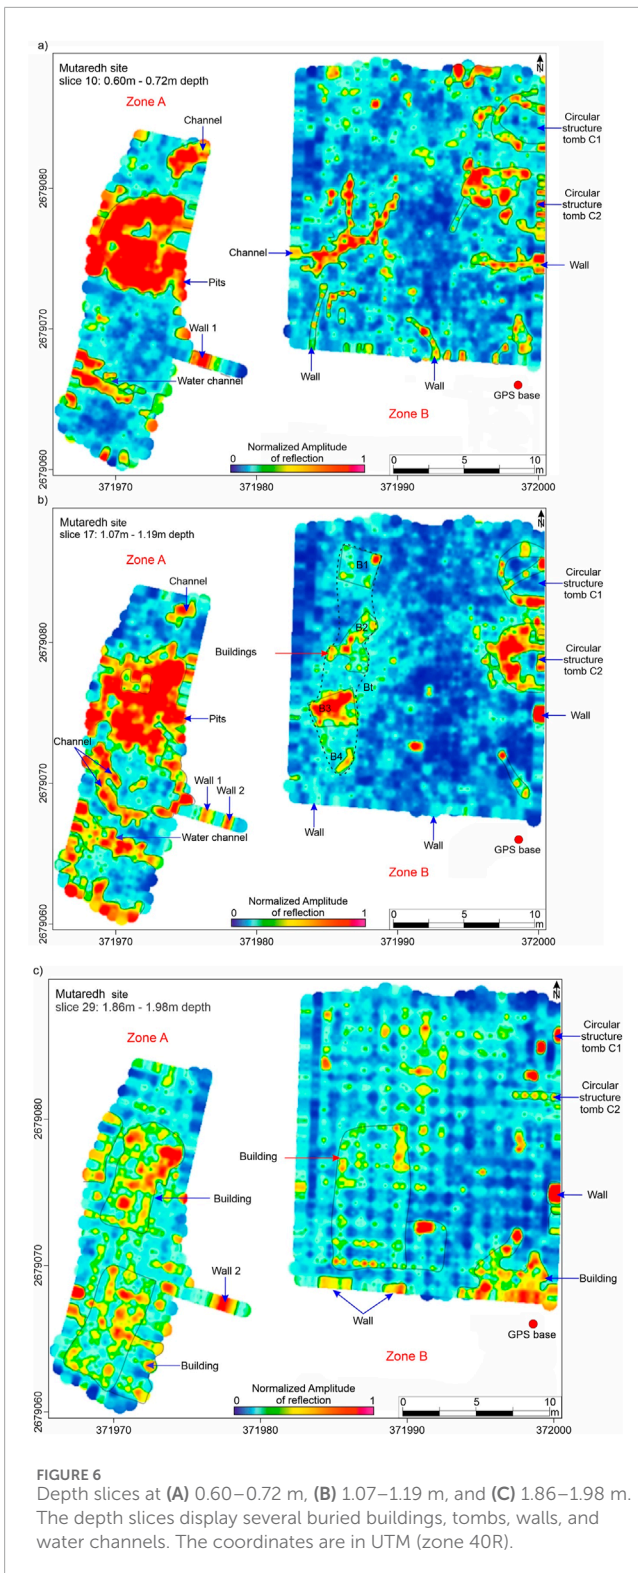 a)
Mutaredh site
slice 10: 0.60m - 0.72m depth
Zone A
N
Channel
Circular
structure
tomb C1
2679080
Circular
structure
tomb C2
Channel
Wall
Pits
2679070
Wall 1
Water channel
Wall
Wall
GPS base
Zone B
Normalized Amplitude
of reflection
0 1
0 5 10
m
2679060
371970 371980 371990 372000
b)
Mutaredh site
slice 17: 1.07m - 1.19m depth
Zone A
N
Channel
B1
Circular
structure
tomb C1
2679080
B2
Buildings
Circular
structure
tomb C2
Bt
B3
Pits
Wall
Channel
B4
2679070
Wall 1
Wall 2
Water channel
Wall
Wall
GPS base
Zone B
Normalized Amplitude
of reflection
0 1
0 5 10
m
2679060
371970 371980 371990 372000
c)
Mutaredh site
slice 29: 1.86m - 1.98m depth
Zone A
N
Circular
structure
tomb C1
Circular
structure
tomb C2
2679080
Building
Building
Wall
2679070
Wall 2
Building
Wall
GPS base
Building
Zone B
Normalized Amplitude
of reflection
0 1
0 5 10
m
2679060
371970 371980 371990 372000
FIGURE 6
Depth slices at (A) 0.60–0.72 m, (B) 1.07–1.19 m, and (C) 1.86–1.98 m.
The depth slices display several buried buildings, tombs, walls, and
water channels. The coordinates are in UTM (zone 40R).